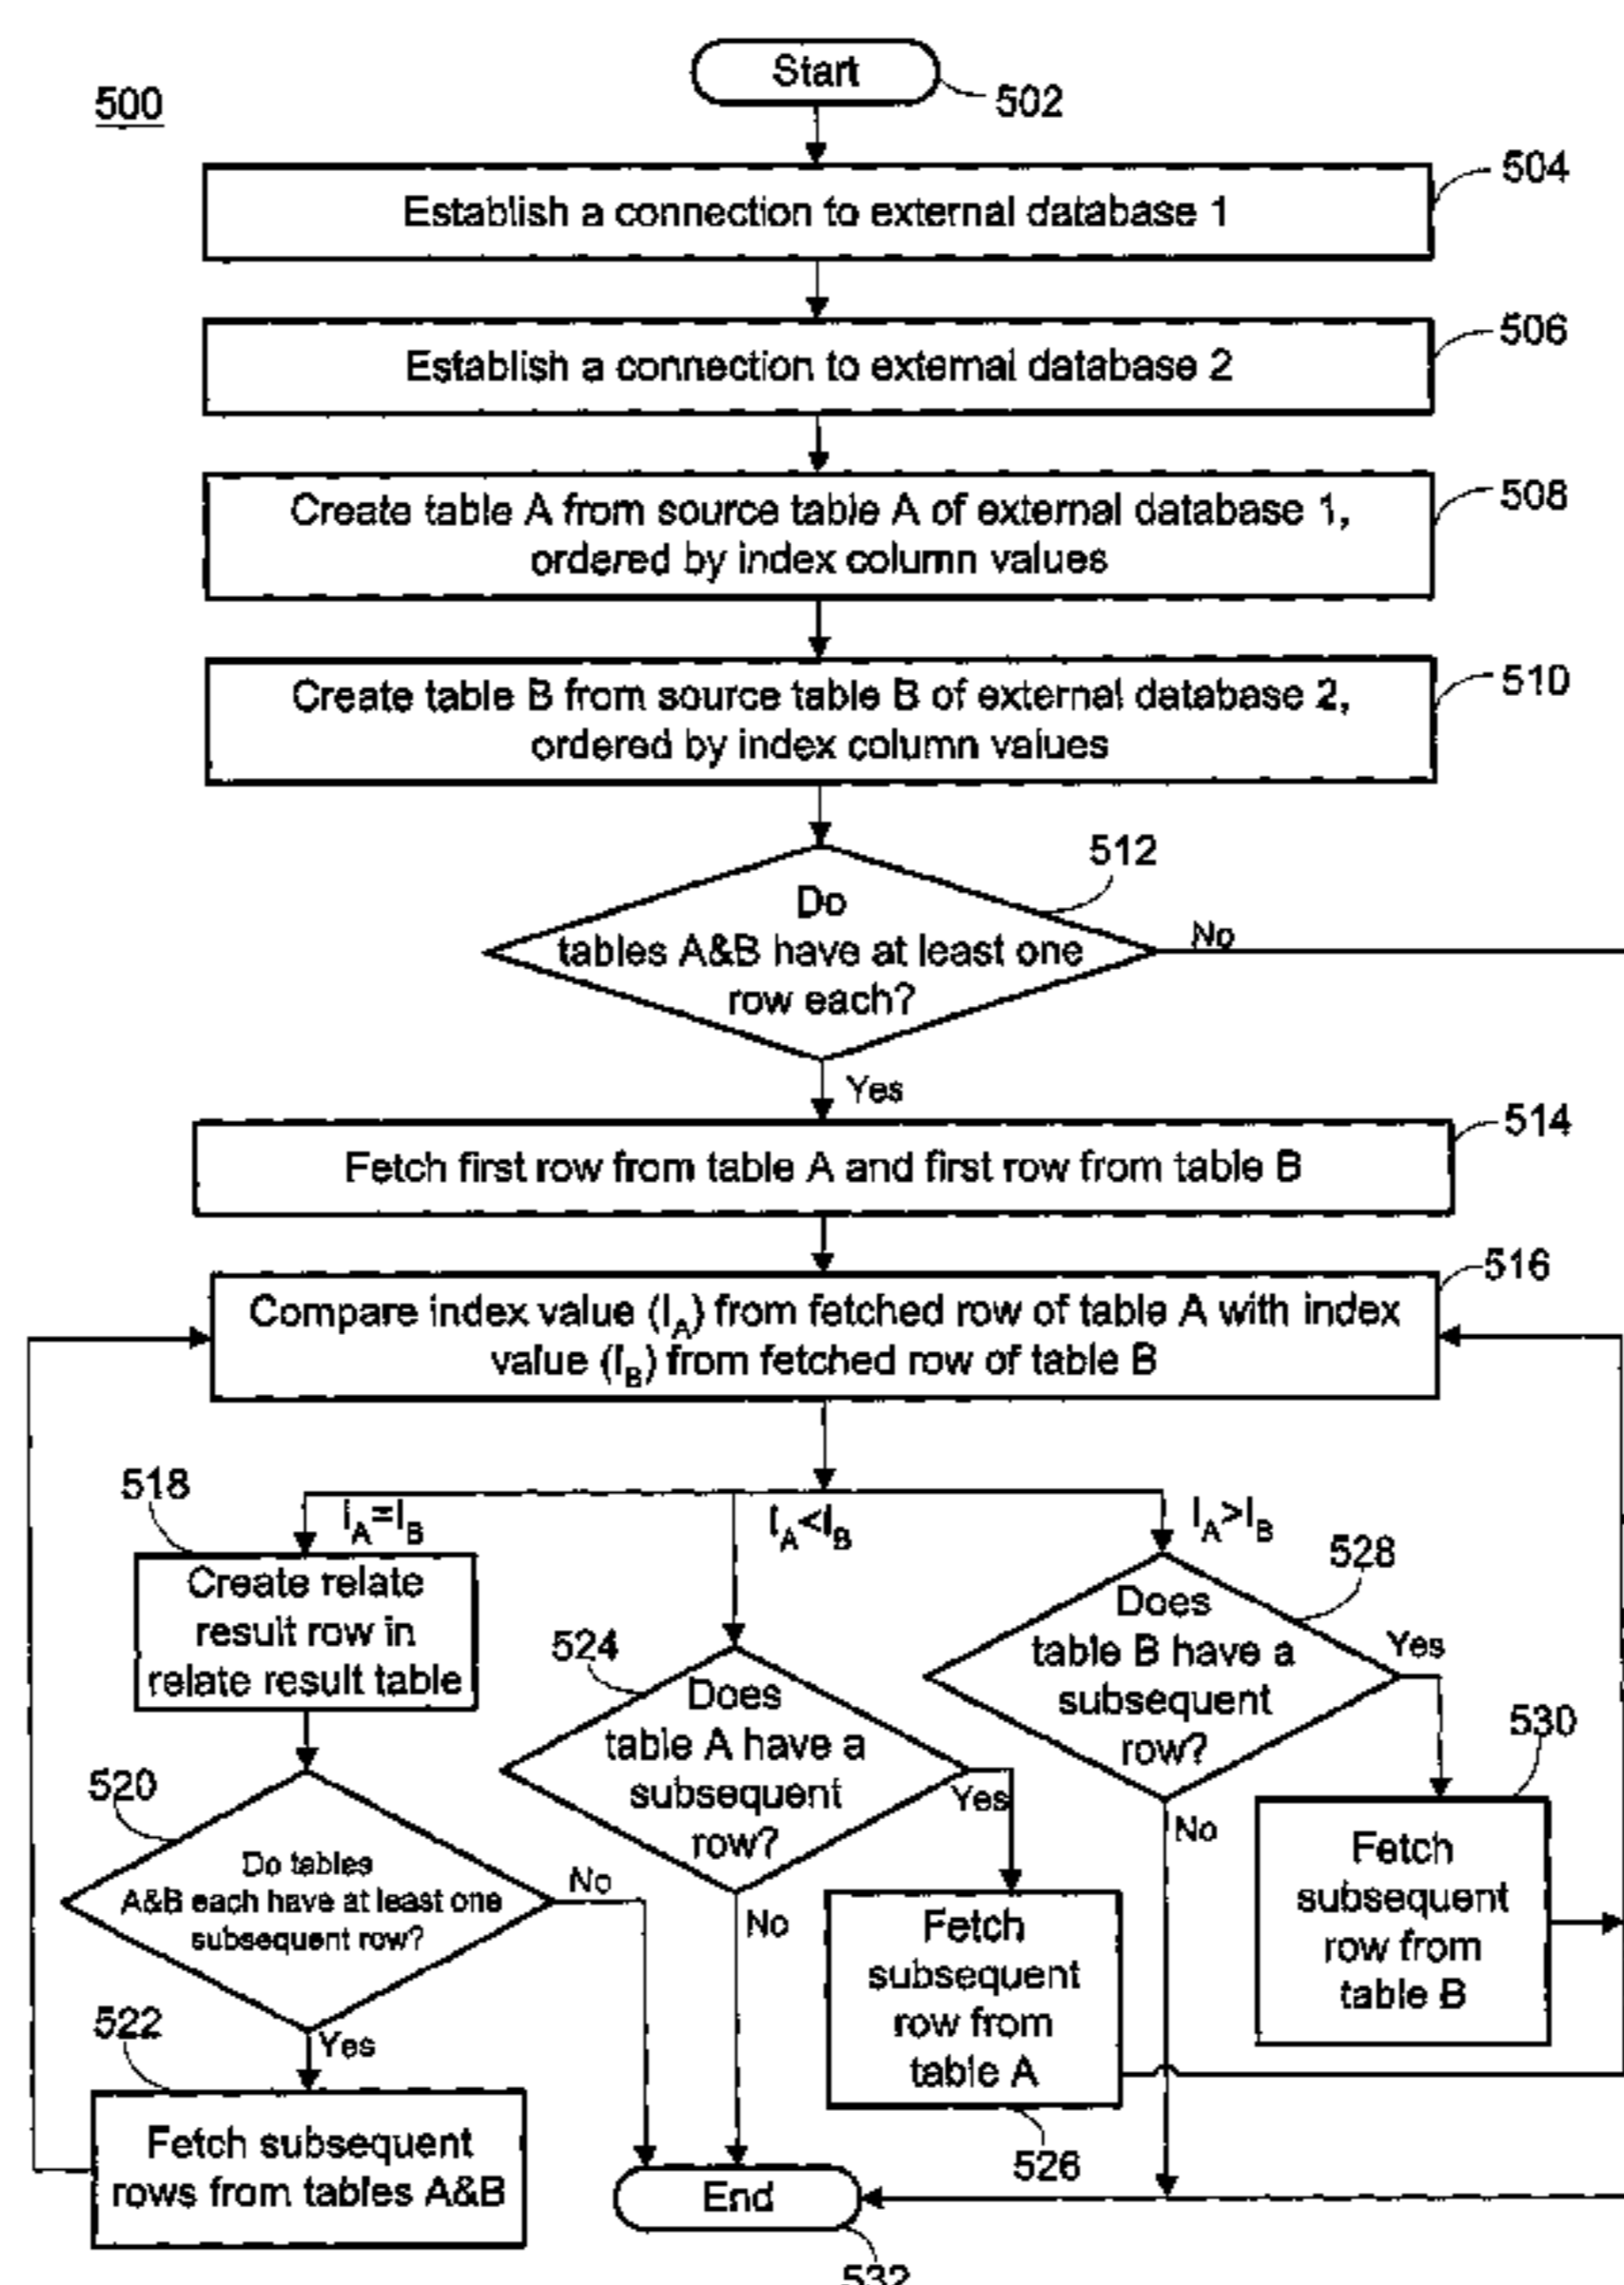 500
Start
502
Establish a connection to external database 1
504
Establish a connection to external database 2
506
Create table A from source table A of external database 1,
ordered by index column values
508
Create table B from source table B of external database 2,
ordered by index column values
510
Do
tables A&B have at least one
row each?
512
No
Yes
Fetch first row from table A and first row from table B
514
Compare index value (I_A) from fetched row of table A with index
value (I_B) from fetched row of table B
516
I_A=I_B
I_A<I_B
I_A>I_B
518
Create relate
result row in
relate result table
520
Do tables
A&B each have at least one
subsequent row?
No
Yes
522
Fetch subsequent
rows from tables A&B
524
Does
table A have a
subsequent
row?
Yes
No
Fetch
subsequent
row from
table A
526
528
Does
table B have a
subsequent
row?
Yes
No
530
Fetch
subsequent
row from
table B
End
532